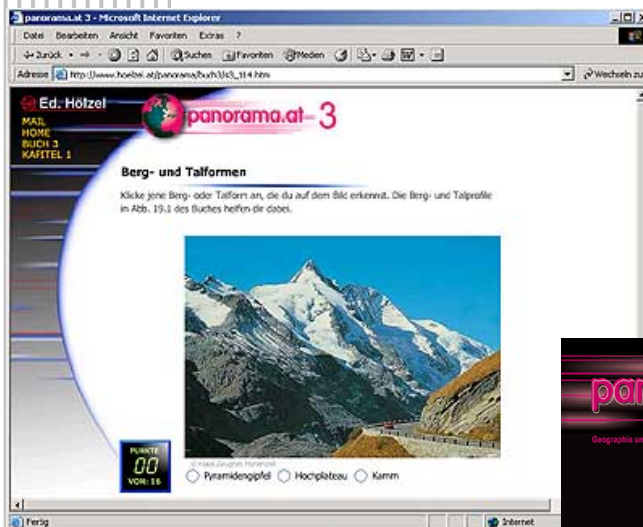 panorama.at 3 - Microsoft Internet Explorer
Datei Bearbeiten Ansicht Favoriten Extras ?
Zurück Suchen Favoriten Medien
Adresse http://www.hoelzel.at/panorama/buch3/s3_114.htm Wechseln zu
Ed. Hölzel
MAIL
HOME
BUCH 3
KAPITEL 1
panorama.at 3
Berg- und Talformen
Klicke jene Berg- oder Talform an, die du auf dem Bild erkennst. Die Berg- und Talprofile
in Abb. 19.1 des Buches helfen dir dabei.
PUNKTE
00
VON: 16
Pyramidengipfel Hochplateau Kamm
Fertig Internet
pan
Geographie un